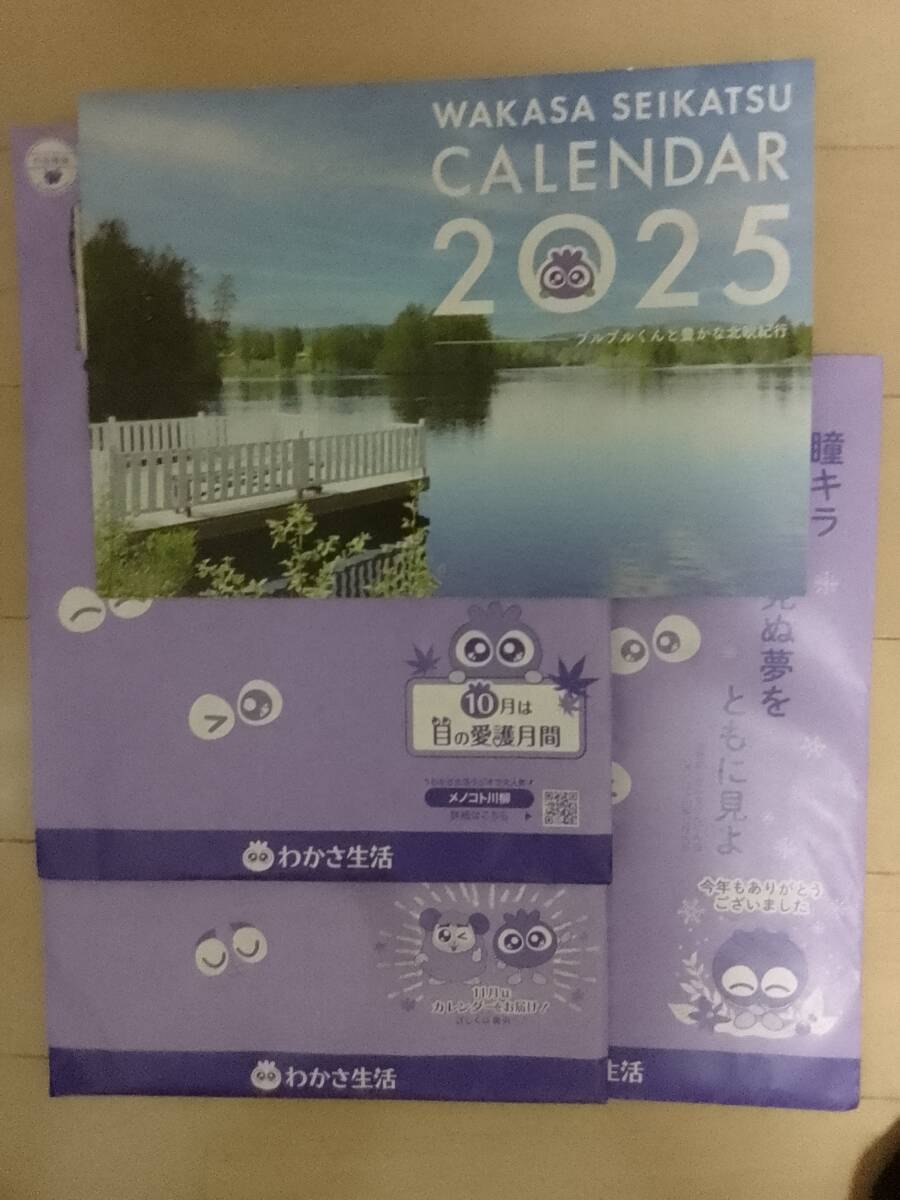 WAKASA SEIKATSU
CALENDAR
2025
ブルブルくんと豊かな北欧紀行
瞳キラ
見ぬ夢を
ともに見よ
10月は
目の愛護月間
メノコト川柳
わかさ生活
今年もありがとう
ございました
11月は
カレンダーをお届け!
わかさ生活
生活